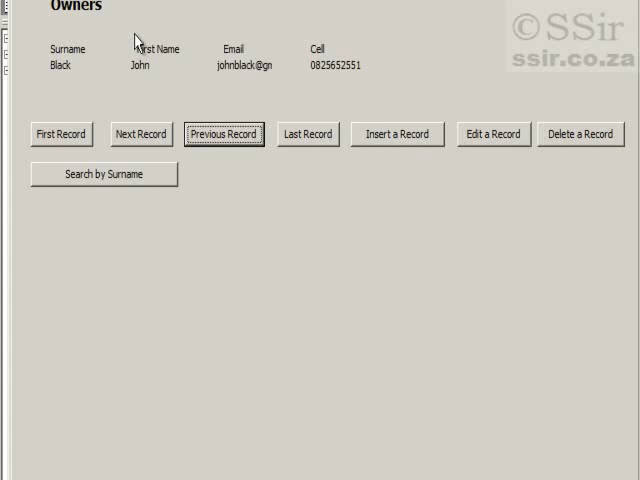 Owners
©SSir
ssir.co.za
Surname First Name Email Cell
Black John johnblack@gn 0825652551
First Record Next Record Previous Record Last Record Insert a Record Edit a Record Delete a Record
Search by Surname